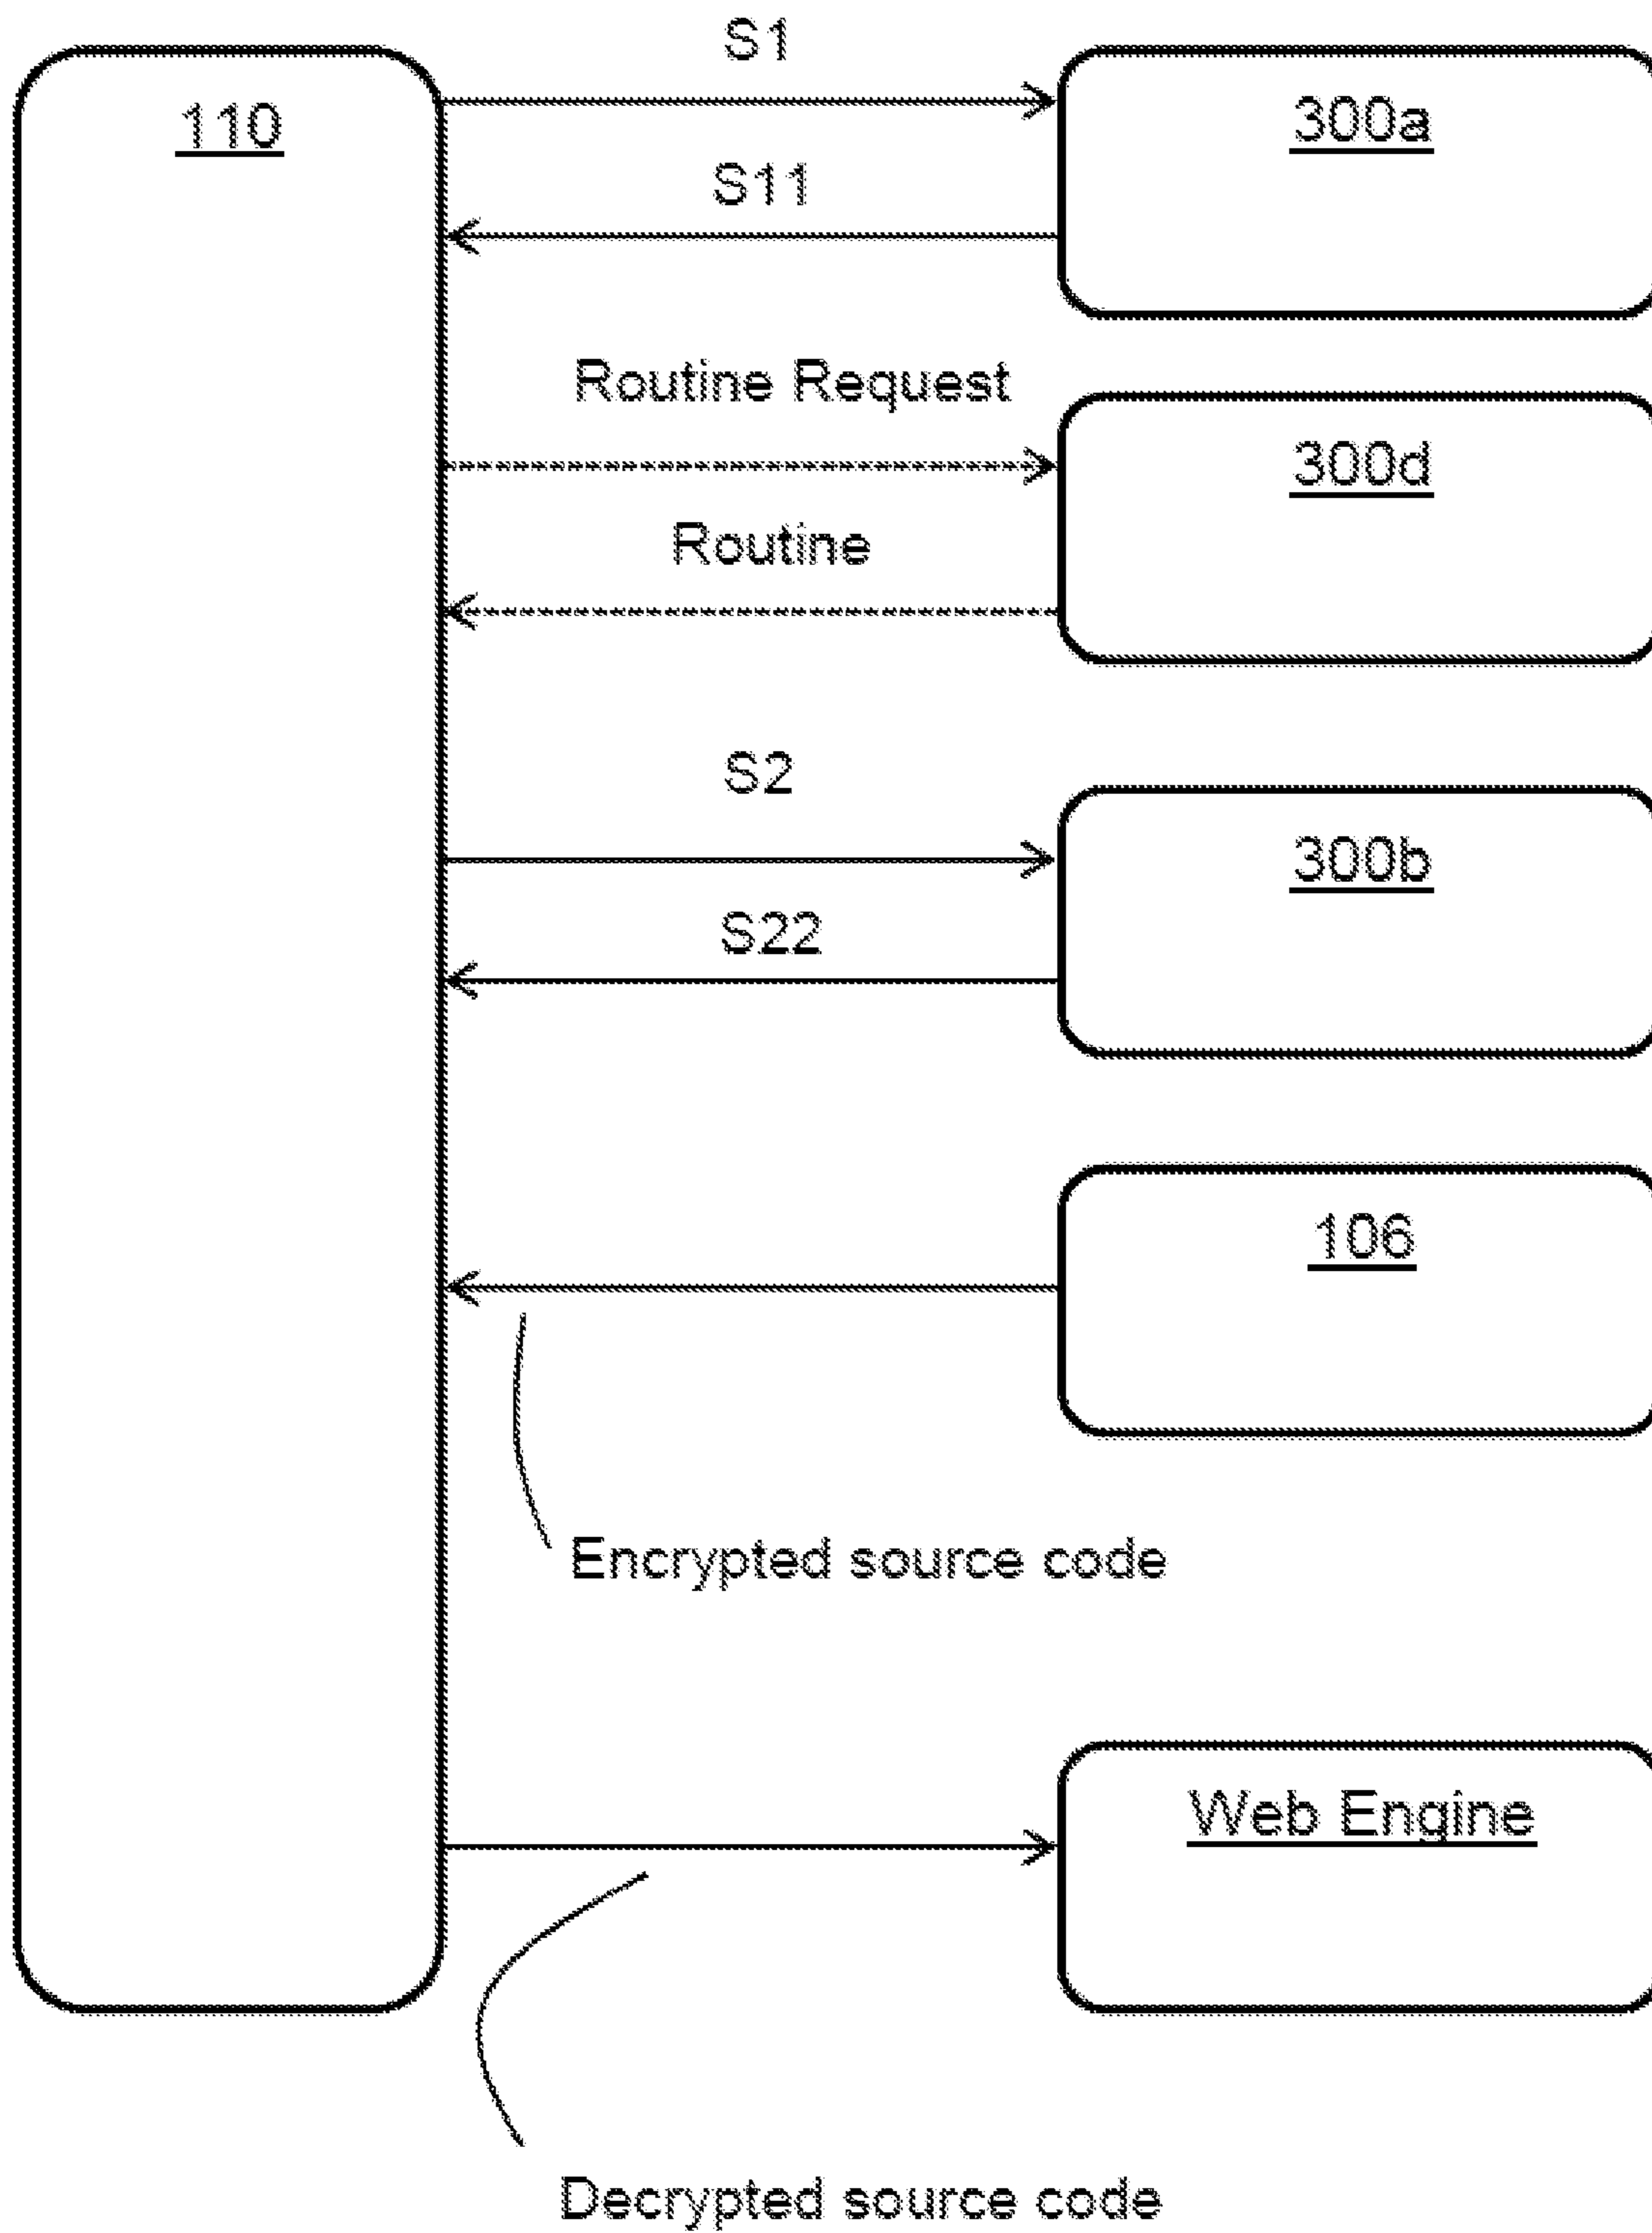 S1
110
300a
S11
Routine Request
300d
Routine
S2
300b
S22
106
Encrypted source code
Web Engine
Decrypted source code